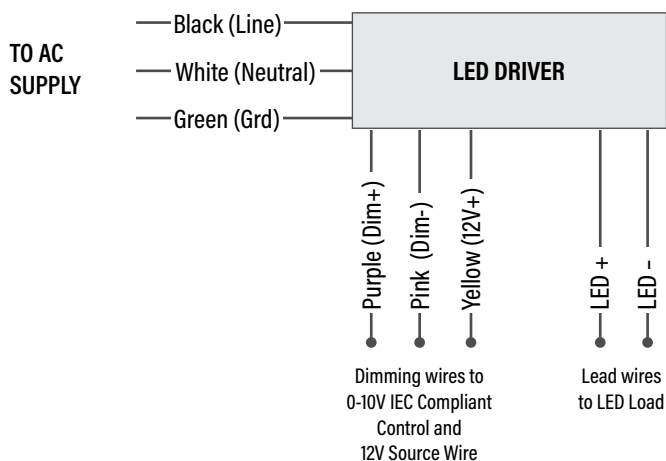 TO AC
SUPPLY
Black (Line)
White (Neutral)
Green (Grd)
LED DRIVER
Purple (Dim+)
Pink (Dim-)
Yellow (12V+)
LED +
LED -
Dimming wires to
0-10V IEC Compliant
Control and
12V Source Wire
Lead wires
to LED Load